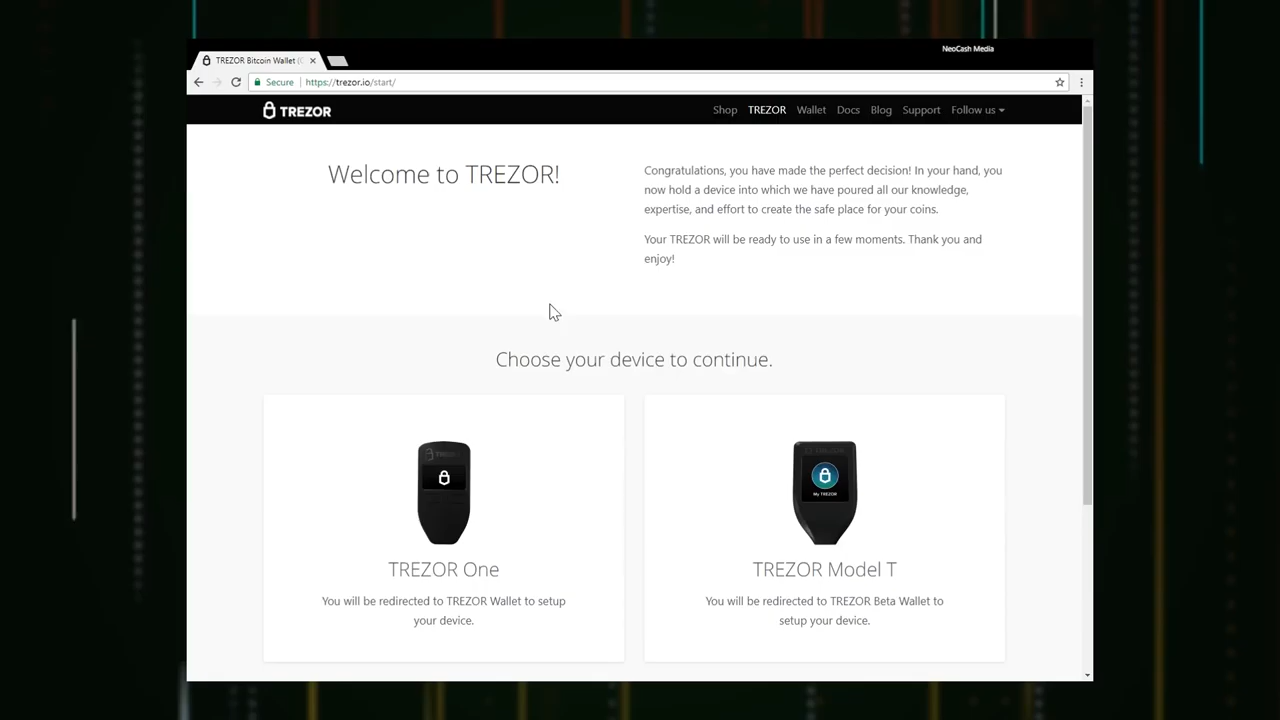 NeoCash Media
TREZOR Bitcoin Wallet (
Secure
https://trezor.io/start/
TREZOR
Shop
TREZOR
Wallet
Docs
Blog
Support
Follow us
Welcome to TREZOR!
Congratulations, you have made the perfect decision! In your hand, you
now hold a device into which we have poured all our knowledge,
expertise, and effort to create the safe place for your coins.
Your TREZOR will be ready to use in a few moments. Thank you and
enjoy!
Choose your device to continue.
My TREZOR
TREZOR One
You will be redirected to TREZOR Wallet to setup
your device.
TREZOR Model T
You will be redirected to TREZOR Beta Wallet to
setup your device.